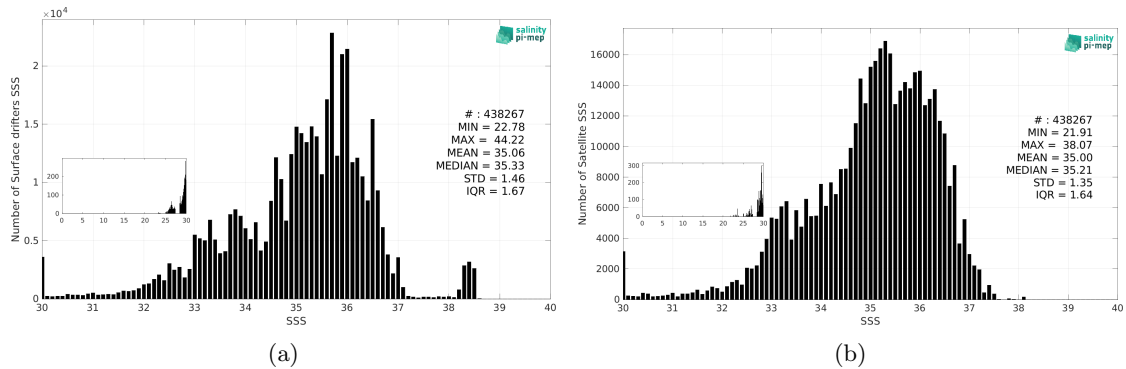 ×10⁴
salinity
pi-mep
Number of Surface drifters SSS
2
1.5
1
0.5
0
# : 438267
MIN = 22.78
MAX = 44.22
MEAN = 35.06
MEDIAN = 35.33
STD = 1.46
IQR = 1.67
200
100
0
0 5 10 15 20 25 30
30 31 32 33 34 35 36 37 38 39 40
SSS
(a)
salinity
pi-mep
Number of Satellite SSS
16000
14000
12000
10000
8000
6000
4000
2000
0
# : 438267
MIN = 21.91
MAX = 38.07
MEAN = 35.00
MEDIAN = 35.21
STD = 1.35
IQR = 1.64
300
200
100
0
0 5 10 15 20 25 30
30 31 32 33 34 35 36 37 38 39 40
SSS
(b)